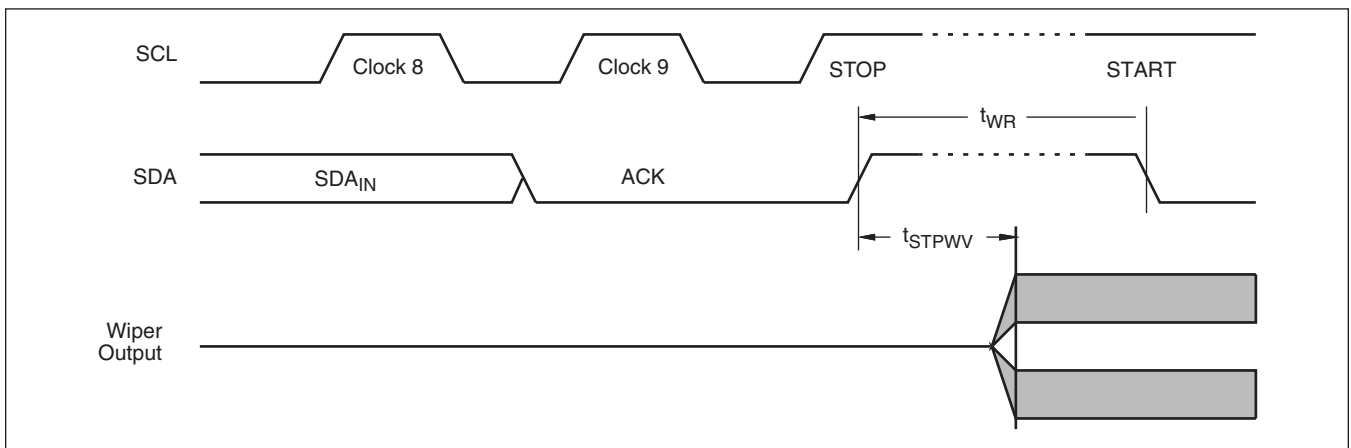 SCL
Clock 8
Clock 9
STOP
START
tWR
SDA
SDAIN
ACK
tSTPWV
Wiper
Output